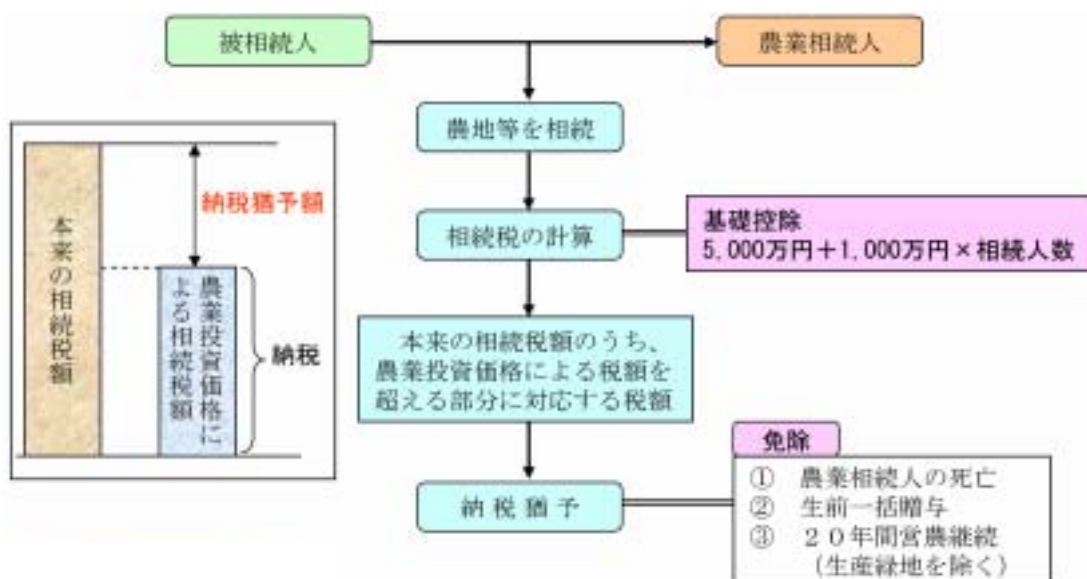 被相続人
農業相続人
農地等を相続
本来の相続税額
納税猶予額
農業投資価格に
よる相続税額
納税
相続税の計算
基礎控除
5,000万円＋1,000万円×相続人数
本来の相続税額のうち、
農業投資価格による税額を
超える部分に対応する税額
納税猶予
免除
① 農業相続人の死亡
② 生前一括贈与
③ ２０年間営農継続
（生産緑地を除く）